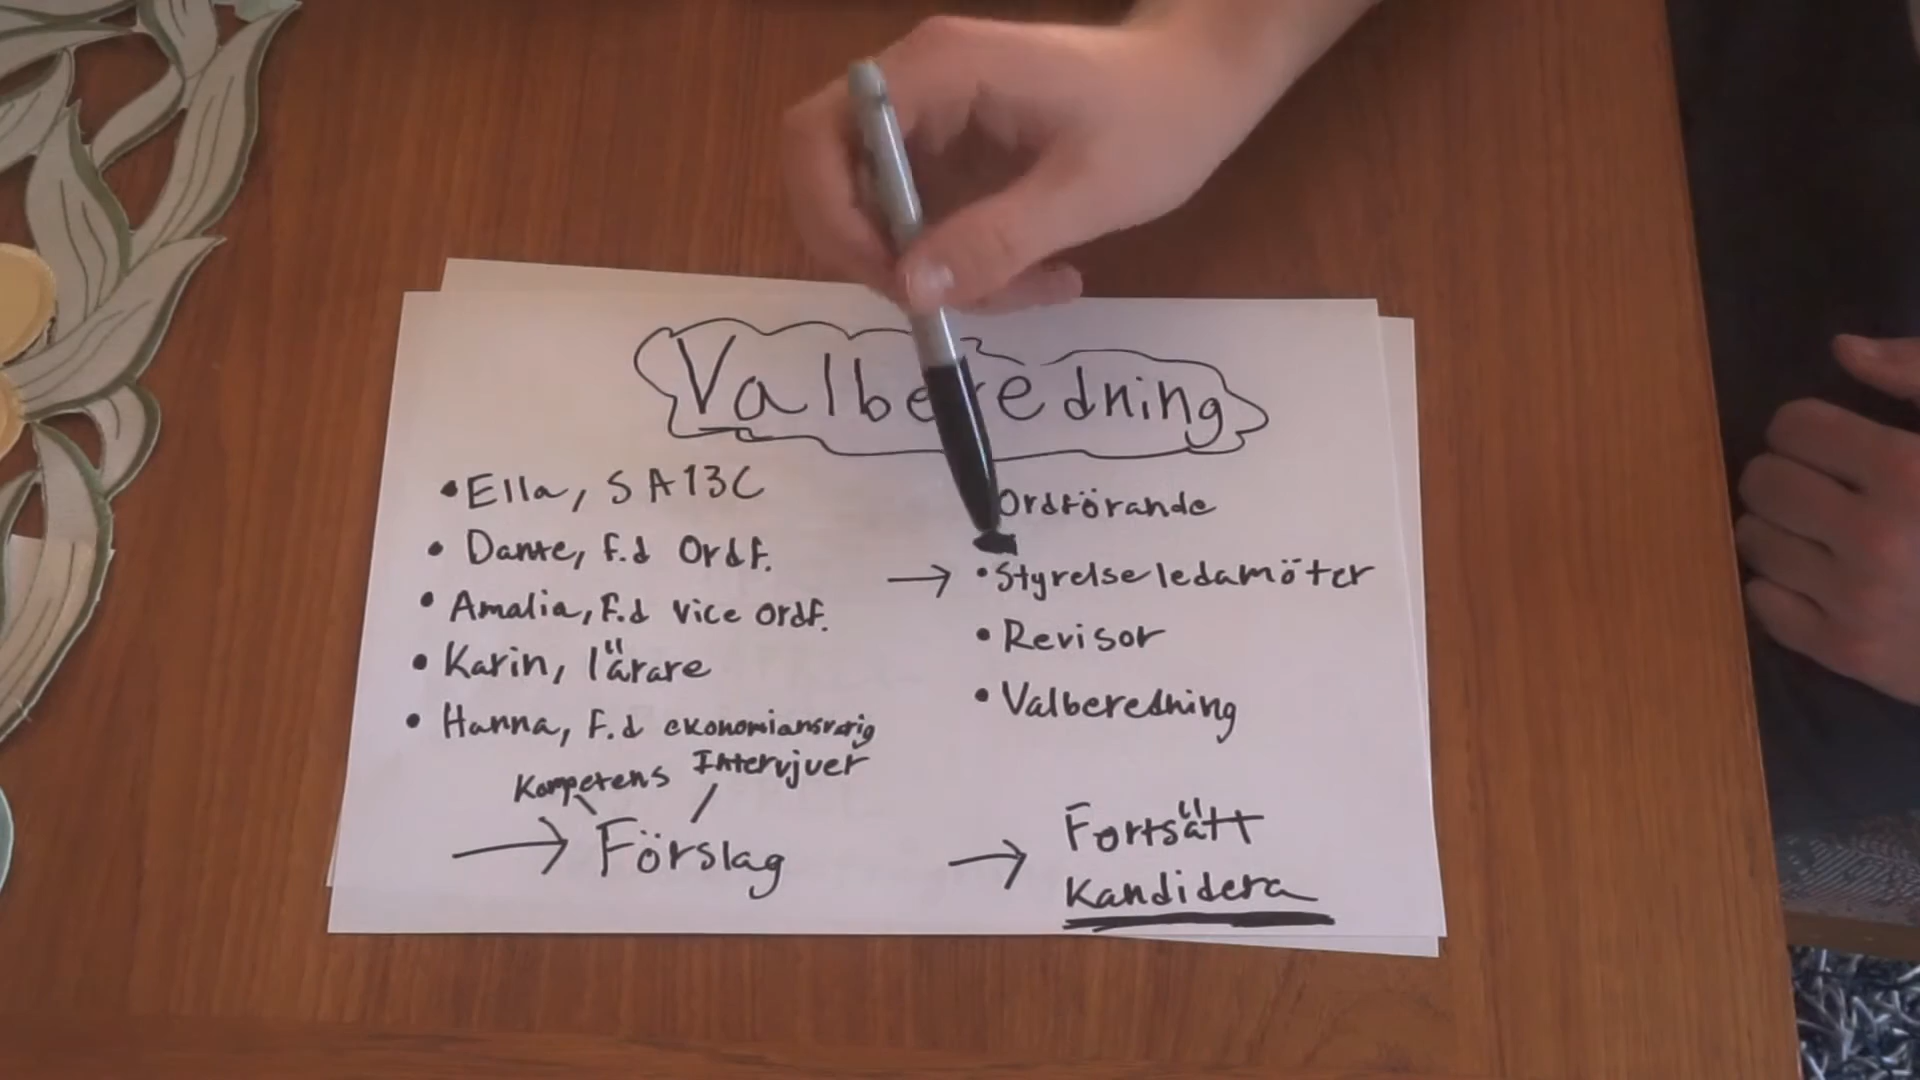 Valberedning
• Ella, SA13C
• Dante, f.d Ordf.
• Amalia, f.d vice ordf.
• Karin, lärare
• Hanna, f.d ekonomiansvarig
Kompetens Intervjuer
→ Förslag
Ordförande
→ • Styrelseledamöter
• Revisor
• Valberedning
→ Fortsätt
kandidera